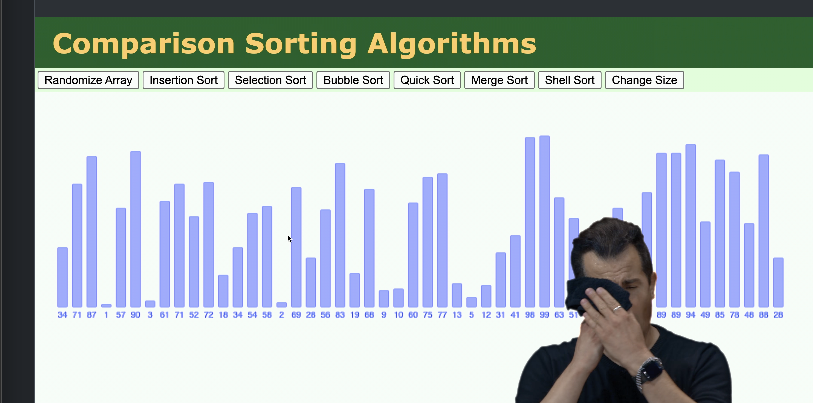 Comparison Sorting Algorithms
Randomize Array Insertion Sort Selection Sort Bubble Sort Quick Sort Merge Sort Shell Sort Change Size
34 71 87 1 57 90 3 61 71 52 72 18 34 54 58 2 69 28 56 83 19 68 9 10 60 75 77 13 5 12 31 41 98 99 63 51 89 89 94 49 85 78 48 88 28